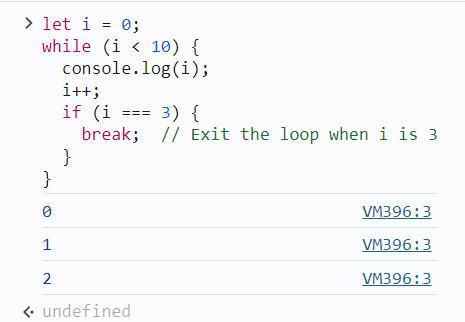 let i = 0;
while (i < 10) {
  console.log(i);
  i++;
  if (i === 3) {
    break;  // Exit the loop when i is 3
  }
}
0 VM396:3
1 VM396:3
2 VM396:3
undefined